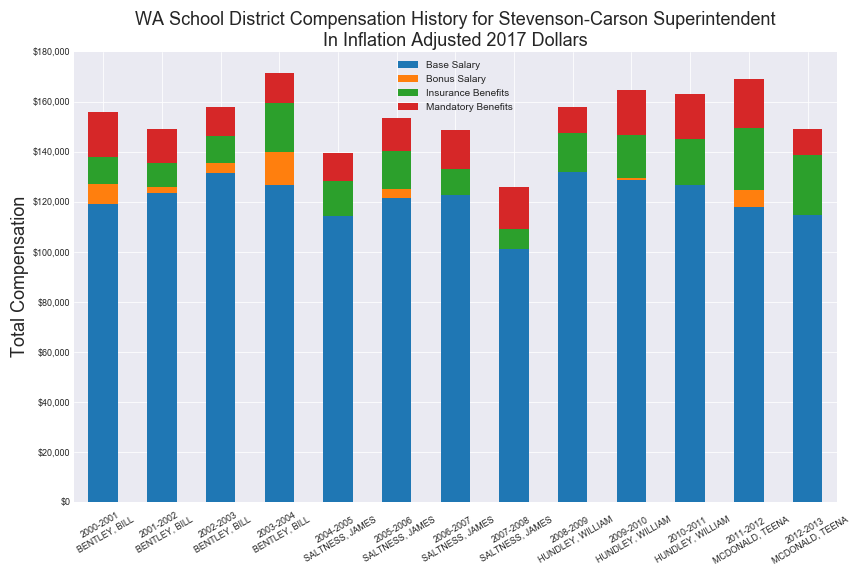 WA School District Compensation History for Stevenson-Carson Superintendent
In Inflation Adjusted 2017 Dollars
Base Salary
Bonus Salary
Insurance Benefits
Mandatory Benefits
Total Compensation
$180,000
$160,000
$140,000
$120,000
$100,000
$80,000
$60,000
$40,000
$20,000
$0
2000-2001
BENTLEY, BILL
2001-2002
BENTLEY, BILL
2002-2003
BENTLEY, BILL
2003-2004
BENTLEY, BILL
2004-2005
SALTNESS, JAMES
2005-2006
SALTNESS, JAMES
2006-2007
SALTNESS, JAMES
2007-2008
SALTNESS, JAMES
2008-2009
HUNDLEY, WILLIAM
2009-2010
HUNDLEY, WILLIAM
2010-2011
HUNDLEY, WILLIAM
2011-2012
MCDONALD, TEENA
2012-2013
MCDONALD, TEENA